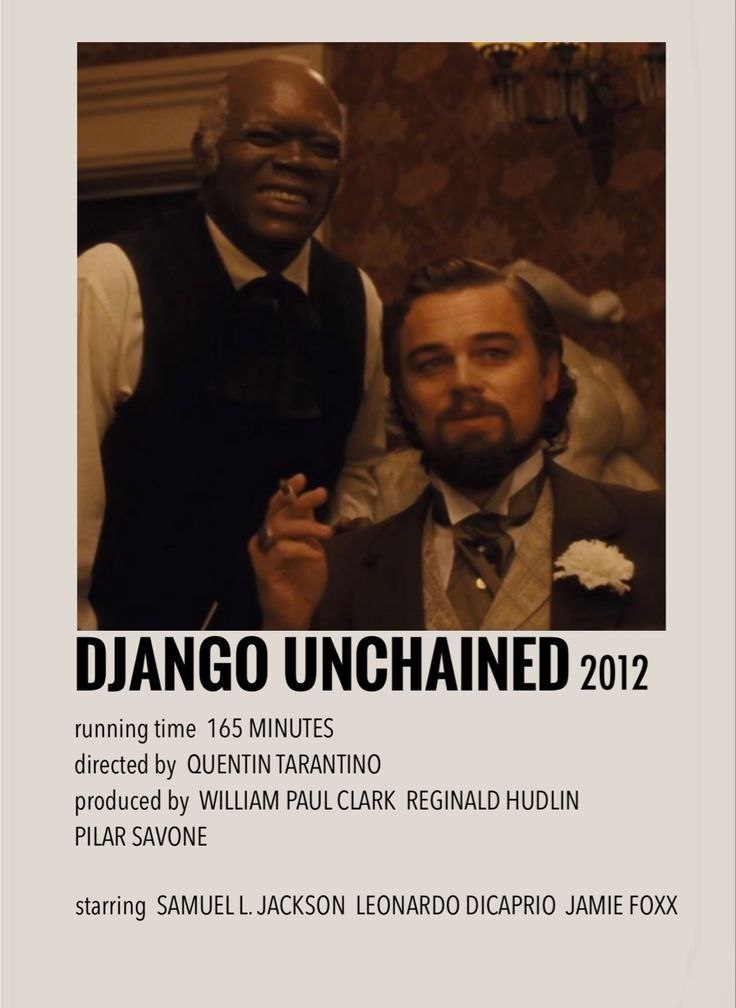 DJANGO UNCHAINED 2012
running time 165 MINUTES
directed by QUENTIN TARANTINO
produced by WILLIAM PAUL CLARK REGINALD HUDLIN
PILAR SAVONE
starring SAMUEL L. JACKSON LEONARDO DICAPRIO JAMIE FOXX